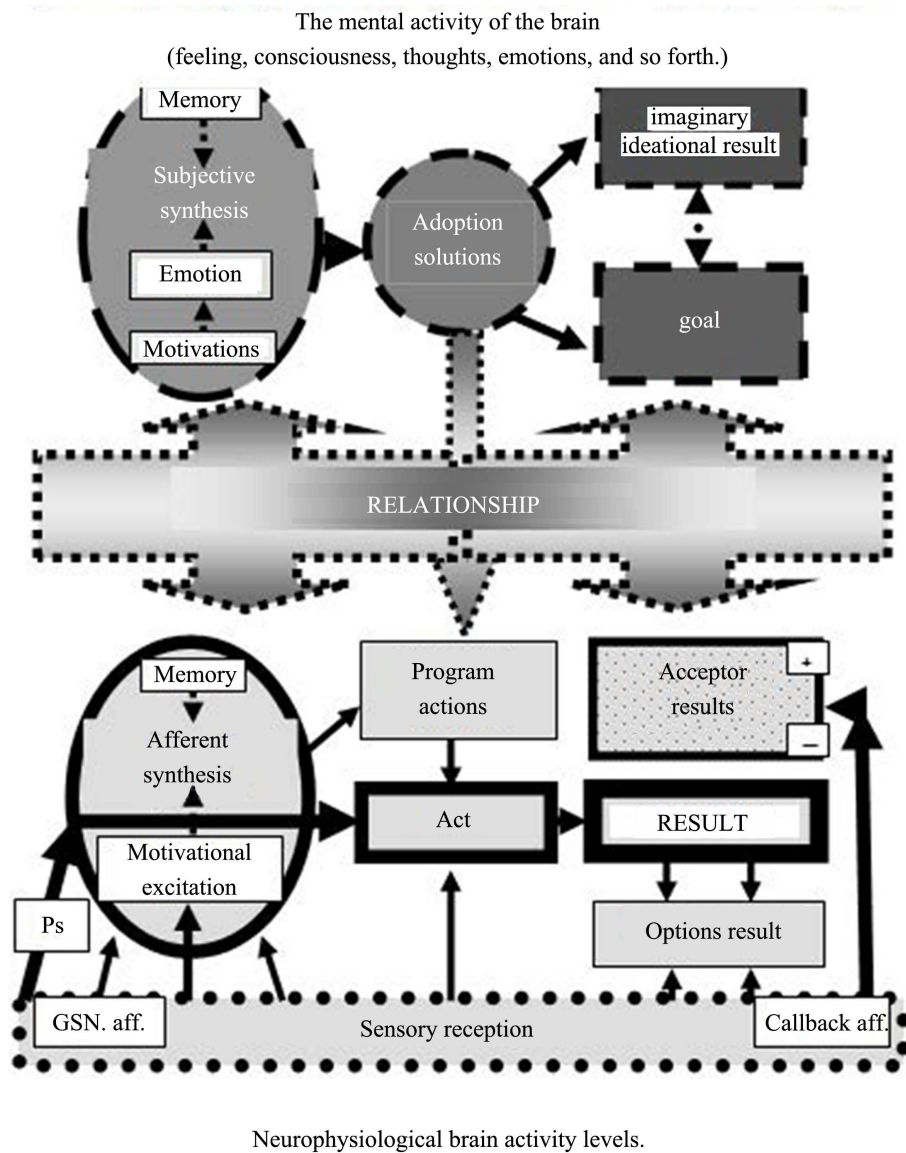 The mental activity of the brain
(feeling, consciousness, thoughts, emotions, and so forth.)
Memory
Subjective
synthesis
Emotion
Motivations
Adoption
solutions
imaginary
ideational result
goal
RELATIONSHIP
Memory
Afferent
synthesis
Motivational
excitation
Program
actions
Act
Acceptor
results
+
–
RESULT
Options result
Ps
GSN. aff.
Sensory reception
Callback aff.
Neurophysiological brain activity levels.